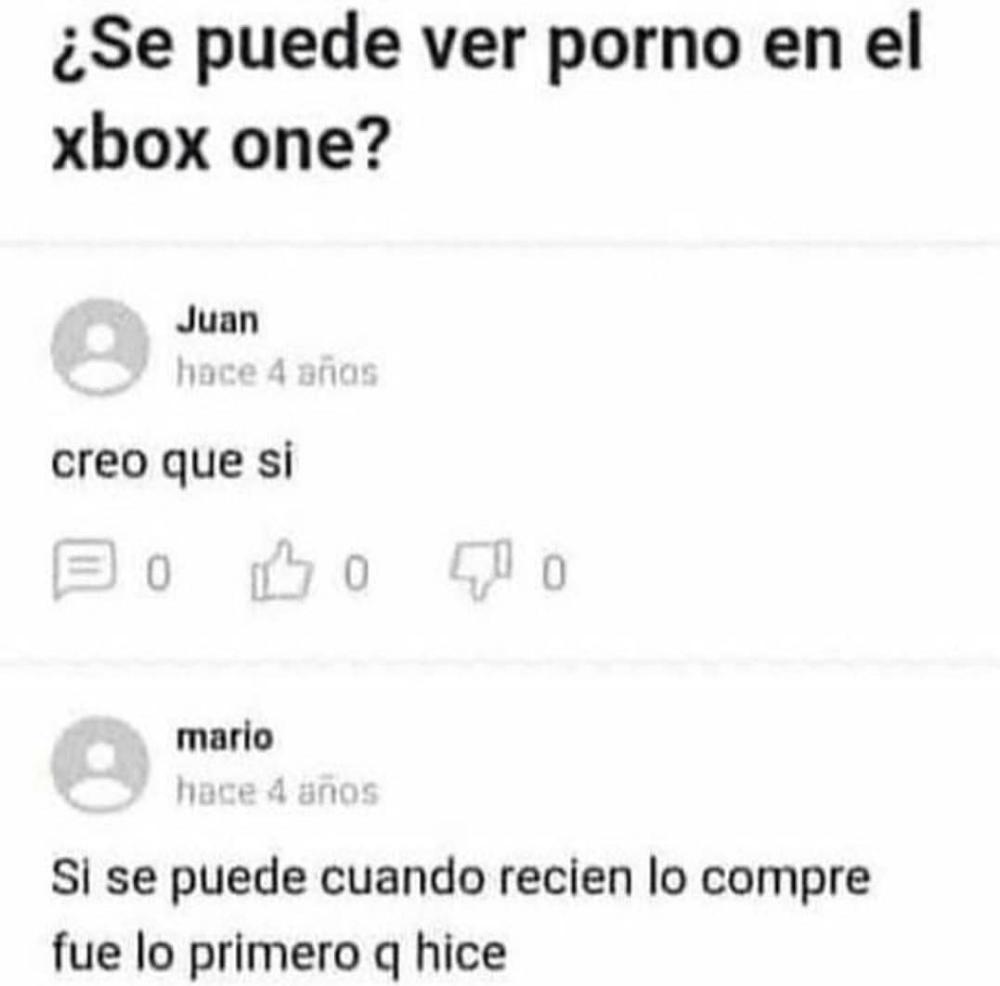 ¿Se puede ver porno en el
xbox one?
Juan
hace 4 años
creo que si
0 0 0
mario
hace 4 años
Si se puede cuando recien lo compre
fue lo primero q hice